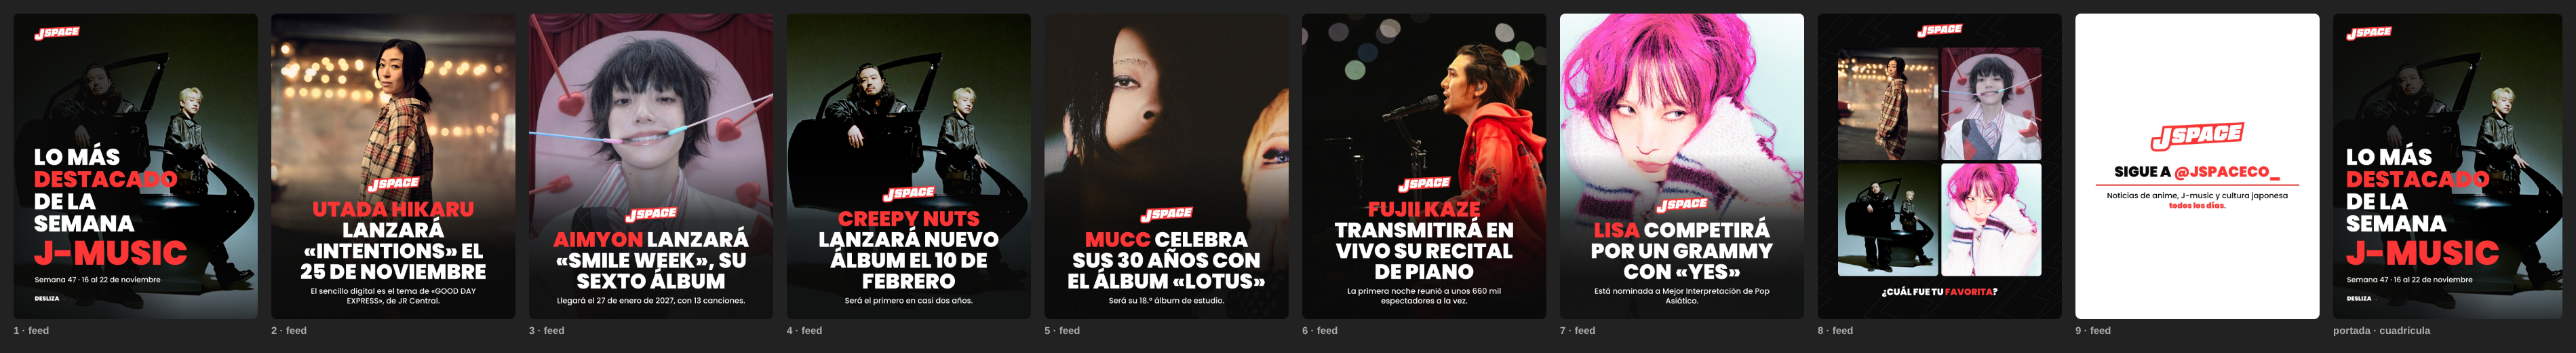 JSPACE
LO MÁS
DESTACADO
DE LA
SEMANA
J-MUSIC
Semana 47 · 16 al 22 de noviembre
DESLIZA
1 · feed
JSPACE
UTADA HIKARU
LANZARÁ
«INTENTIONS» EL
25 DE NOVIEMBRE
El sencillo digital es el tema de «GOOD DAY
EXPRESS», de JR Central.
2 · feed
JSPACE
AIMYON LANZARÁ
«SMILE WEEK», SU
SEXTO ÁLBUM
Llegará el 27 de enero de 2027, con 13 canciones.
3 · feed
JSPACE
CREEPY NUTS
LANZARÁ NUEVO
ÁLBUM EL 10 DE
FEBRERO
Será el primero en casi dos años.
4 · feed
JSPACE
MUCC CELEBRA
SUS 30 AÑOS CON
EL ÁLBUM «LOTUS»
Será su 18.º álbum de estudio.
5 · feed
JSPACE
FUJII KAZE
TRANSMITIRÁ EN
VIVO SU RECITAL
DE PIANO
La primera noche reunió a unos 660 mil
espectadores a la vez.
6 · feed
JSPACE
LISA COMPETIRÁ
POR UN GRAMMY
CON «YES»
Está nominada a Mejor Interpretación de Pop
Asiático.
7 · feed
JSPACE
¿CUÁL FUE TU FAVORITA?
8 · feed
JSPACE
SIGUE A @JSPACECO_
Noticias de anime, J-music y cultura japonesa
todos los días.
9 · feed
JSPACE
LO MÁS
DESTACADO
DE LA
SEMANA
J-MUSIC
Semana 47 · 16 al 22 de noviembre
DESLIZA
portada · cuadrícula